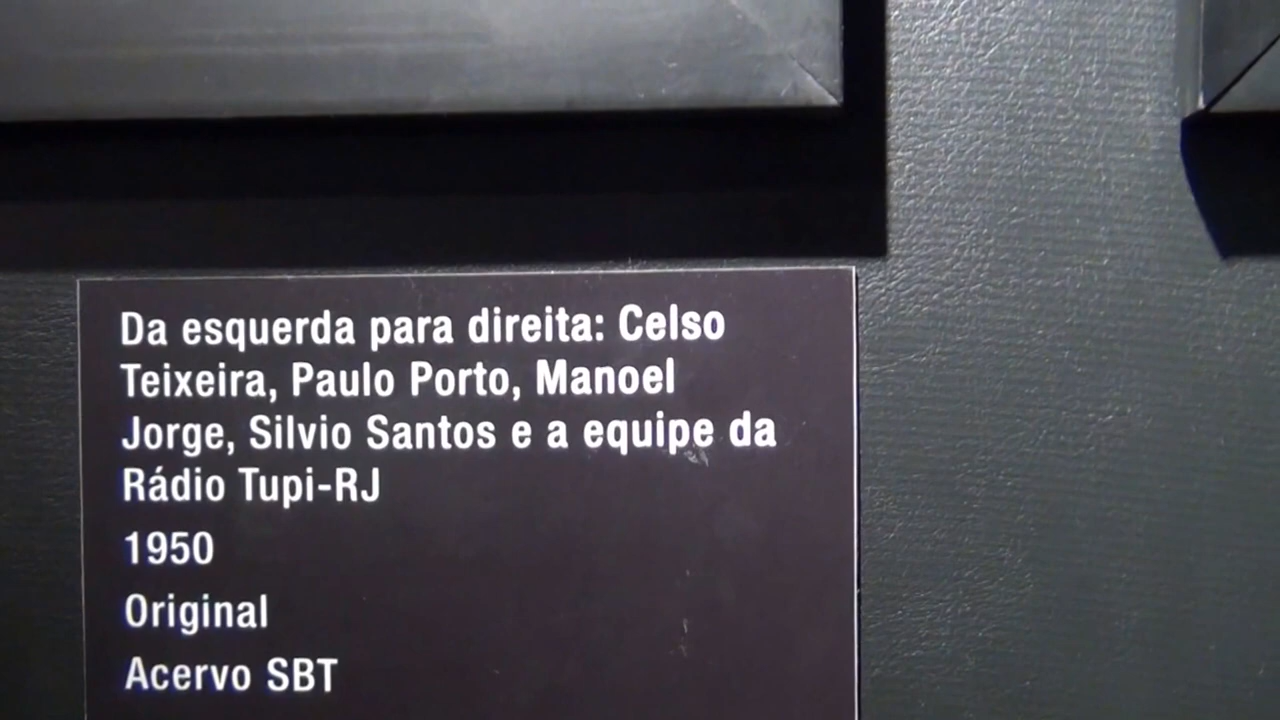 Da esquerda para direita: Celso
Teixeira, Paulo Porto, Manoel
Jorge, Silvio Santos e a equipe da
Rádio Tupi-RJ
1950
Original
Acervo SBT